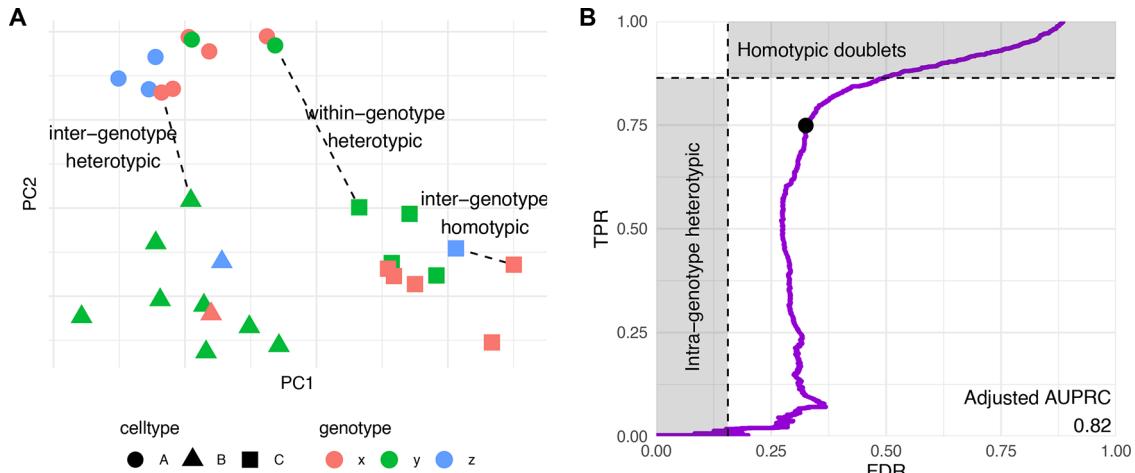 A
inter-genotype
heterotypic
within-genotype
heterotypic
inter-genotype
homotypic
PC2
PC1
celltype
A
B
C
genotype
x
y
z
B
1.00
0.75
0.50
0.25
0.00
TPR
Homotypic doublets
Intra-genotype heterotypic
Adjusted AUPRC
0.82
0.00
0.25
0.50
0.75
1.00
FDR